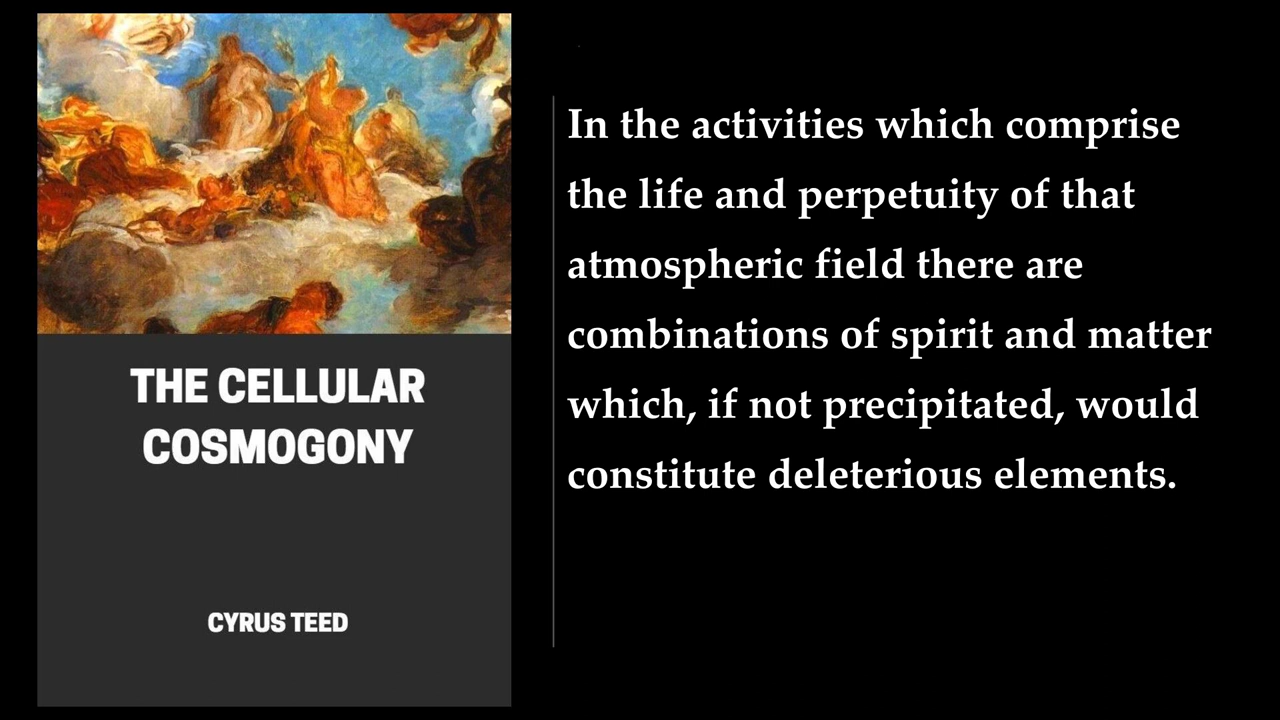 THE CELLULAR
COSMOGONY
CYRUS TEED
In the activities which comprise
the life and perpetuity of that
atmospheric field there are
combinations of spirit and matter
which, if not precipitated, would
constitute deleterious elements.